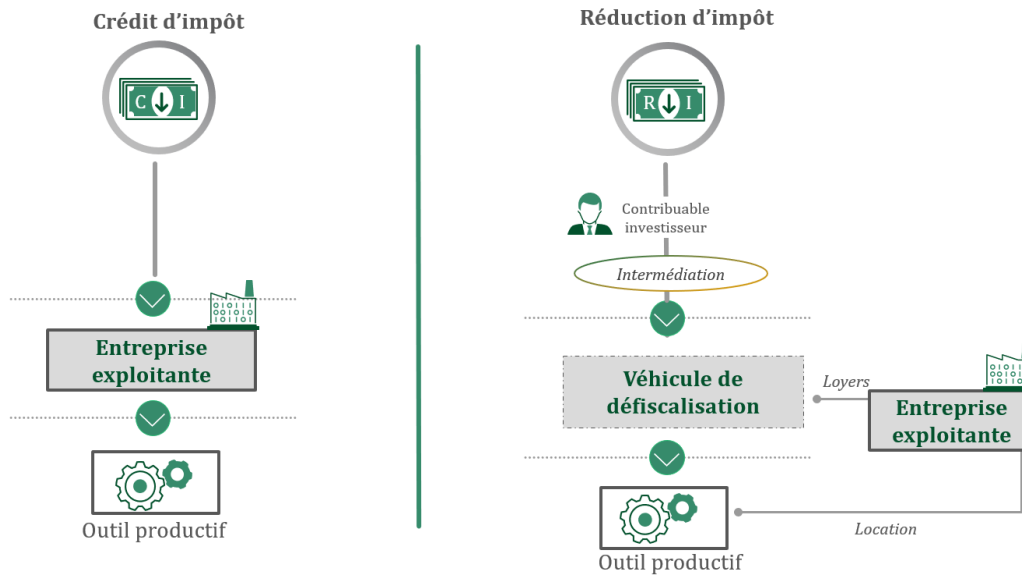 Crédit d'impôt
C I
Entreprise
exploitante
Outil productif
Réduction d'impôt
R I
Contribuable
investisseur
Intermédiation
Véhicule de
défiscalisation
Loyers
Entreprise
exploitante
Location
Outil productif